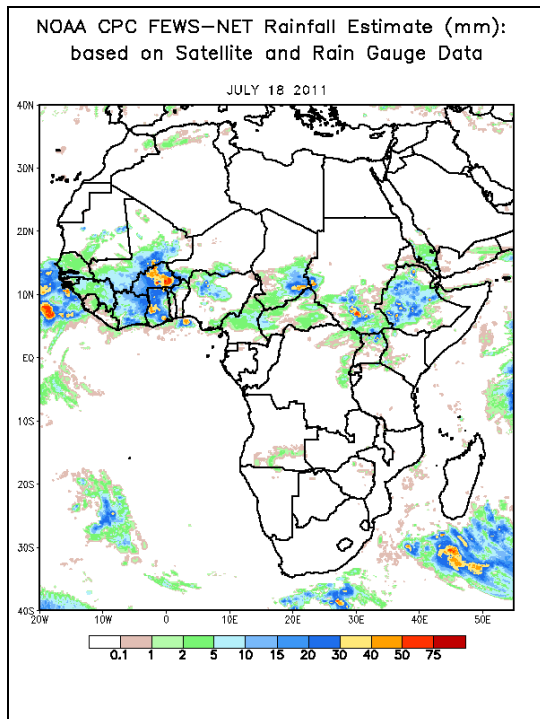 NOAA CPC FEWS-NET Rainfall Estimate (mm):
based on Satellite and Rain Gauge Data
JULY 18 2011
40N
30N
20N
10N
EQ
10S
20S
30S
40S
20W 10W 0 10E 20E 30E 40E 50E
0.1 1 2 5 10 15 20 30 40 50 75